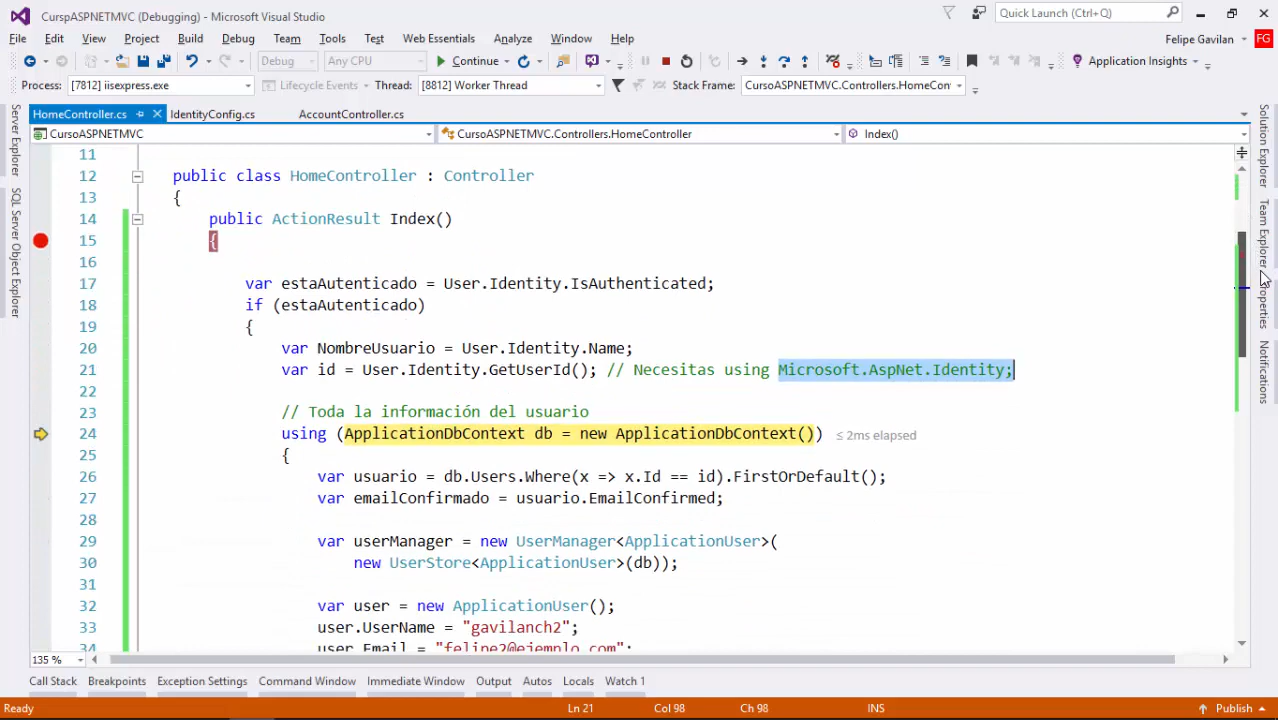 CurspASPNETMVC (Debugging) - Microsoft Visual Studio
Quick Launch (Ctrl+Q)
File Edit View Project Build Debug Team Tools Test Web Essentials Analyze Window Help
Felipe Gavilan FG
Debug Any CPU Continue Application Insights
Process: [7812] iisexpress.exe Lifecycle Events Thread: [8812] Worker Thread Stack Frame: CursoASPNETMVC.Controllers.HomeCon
HomeController.cs IdentityConfig.cs AccountController.cs
CursoASPNETMVC CursoASPNETMVC.Controllers.HomeController Index()
Server Explorer
SQL Server Object Explorer
11
12 public class HomeController : Controller
13 {
14 public ActionResult Index()
15 {
16
17 var estaAutenticado = User.Identity.IsAuthenticated;
18 if (estaAutenticado)
19 {
20 var NombreUsuario = User.Identity.Name;
21 var id = User.Identity.GetUserId(); // Necesitas using Microsoft.AspNet.Identity;
22
23 // Toda la información del usuario
24 using (ApplicationDbContext db = new ApplicationDbContext()) ≤ 2ms elapsed
25 {
26 var usuario = db.Users.Where(x => x.Id == id).FirstOrDefault();
27 var emailConfirmado = usuario.EmailConfirmed;
28
29 var userManager = new UserManager<ApplicationUser>(
30 new UserStore<ApplicationUser>(db));
31
32 var user = new ApplicationUser();
33 user.UserName = "gavilanch2";
34 user.Email = "felipe2@ejemplo.com";
Solution Explorer
Team Explorer
Properties
Notifications
135 %
Call Stack Breakpoints Exception Settings Command Window Immediate Window Output Autos Locals Watch 1
Ready Ln 21 Col 98 Ch 98 INS Publish